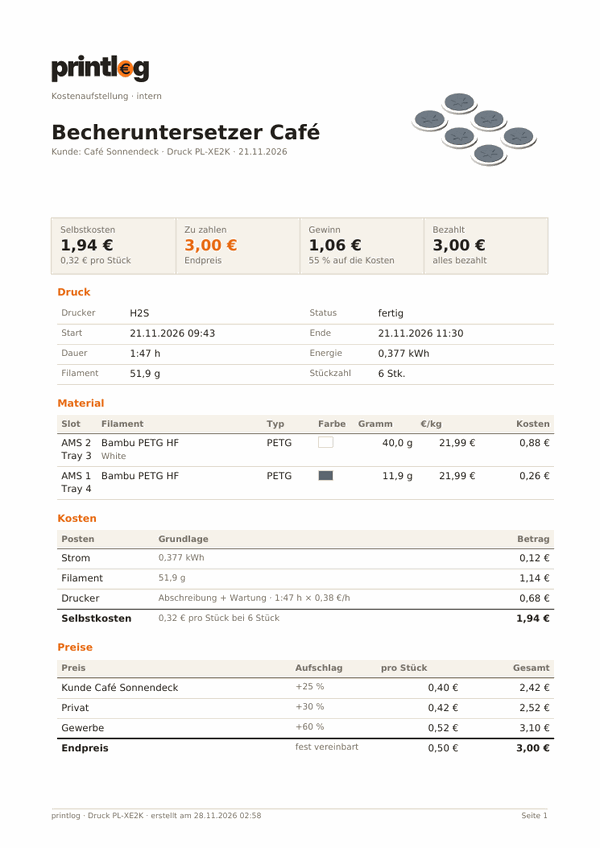 printl€g
Kostenaufstellung · intern
Becheruntersetzer Café
Kunde: Café Sonnendeck · Druck PL-XE2K · 21.11.2026
Selbstkosten Zu zahlen Gewinn Bezahlt
1,94 € 3,00 € 1,06 € 3,00 €
0,32 € pro Stück Endpreis 55 % auf die Kosten alles bezahlt
Druck
Drucker H2S Status fertig
Start 21.11.2026 09:43 Ende 21.11.2026 11:30
Dauer 1:47 h Energie 0,377 kWh
Filament 51,9 g Stückzahl 6 Stk.
Material
Slot Filament Typ Farbe Gramm €/kg Kosten
AMS 2 Bambu PETG HF PETG 40,0 g 21,99 € 0,88 €
Tray 3 White
AMS 1 Bambu PETG HF PETG 11,9 g 21,99 € 0,26 €
Tray 4
Kosten
Posten Grundlage Betrag
Strom 0,377 kWh 0,12 €
Filament 51,9 g 1,14 €
Drucker Abschreibung + Wartung · 1:47 h × 0,38 €/h 0,68 €
Selbstkosten 0,32 € pro Stück bei 6 Stück 1,94 €
Preise
Preis Aufschlag pro Stück Gesamt
Kunde Café Sonnendeck +25 % 0,40 € 2,42 €
Privat +30 % 0,42 € 2,52 €
Gewerbe +60 % 0,52 € 3,10 €
Endpreis fest vereinbart 0,50 € 3,00 €
printlog · Druck PL-XE2K · erstellt am 28.11.2026 02:58 Seite 1